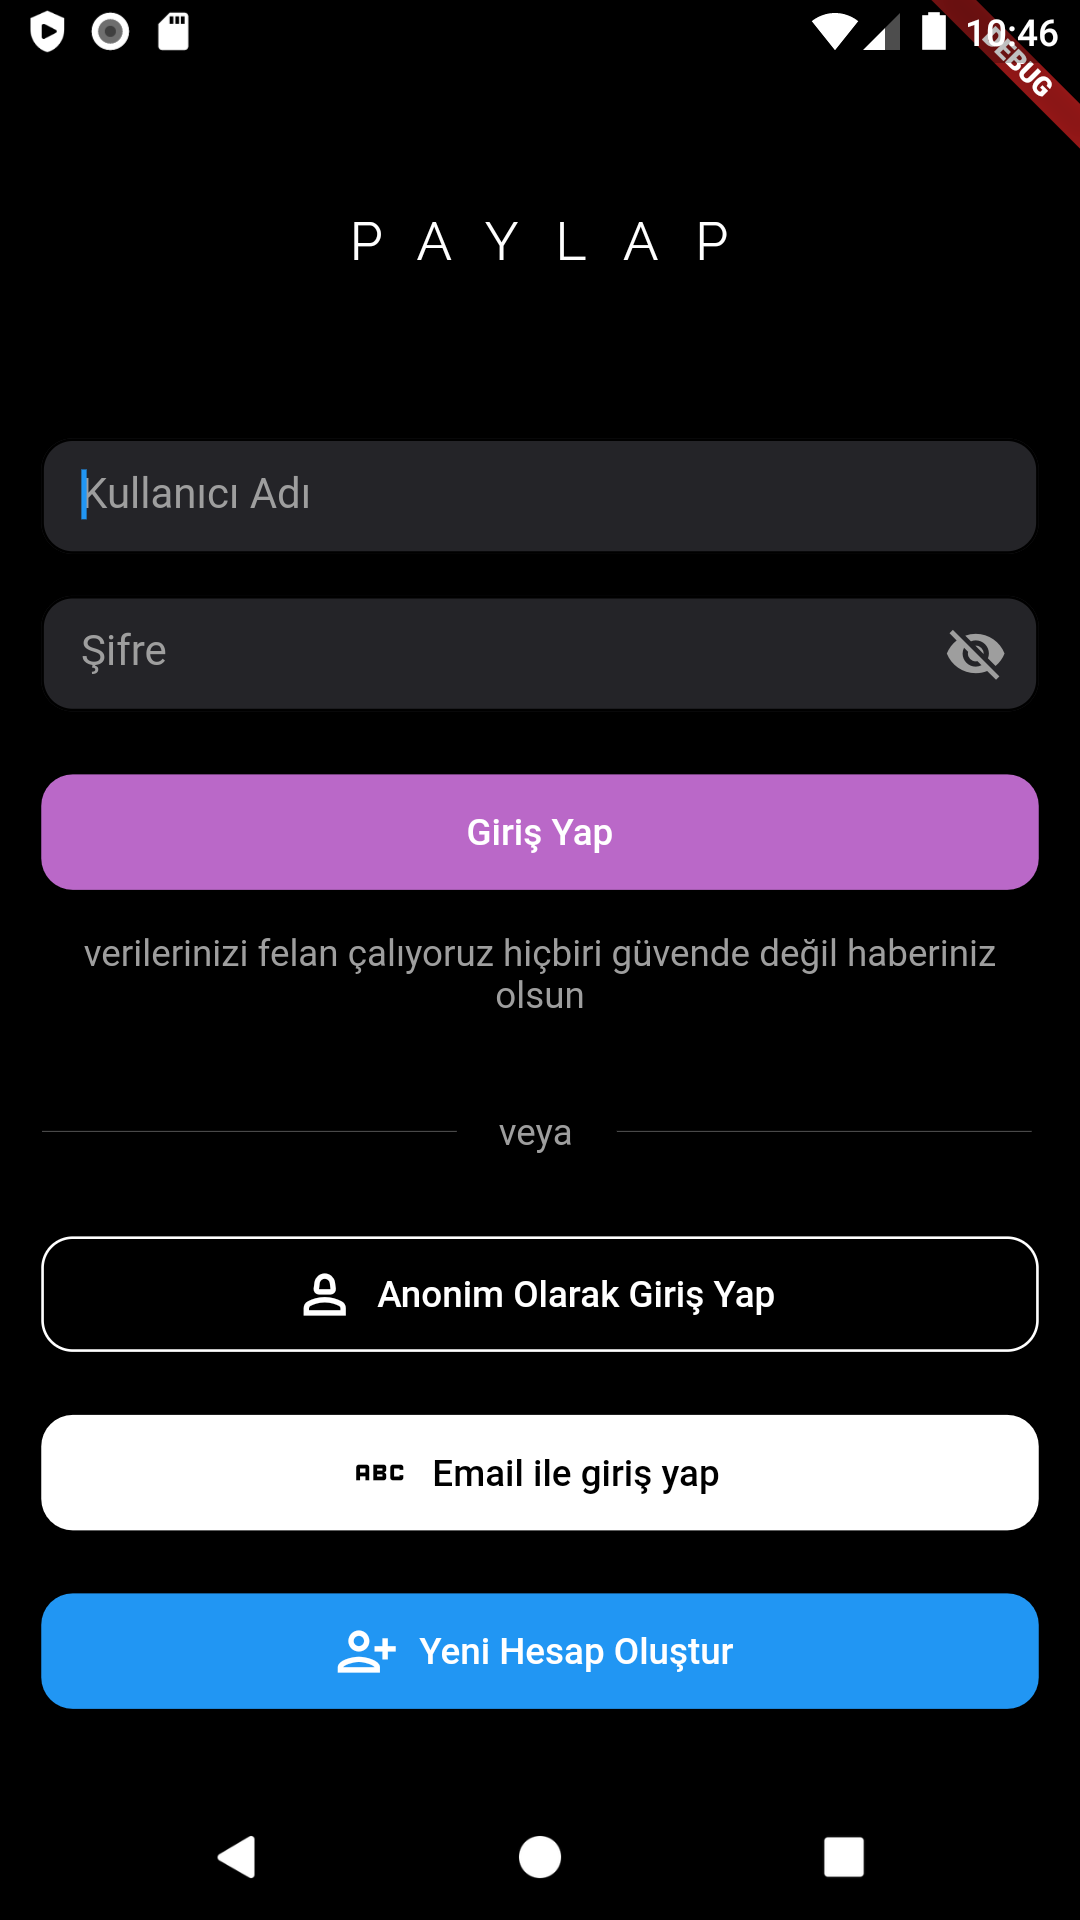 10:46
DEBUG
PAYLAP
Kullanıcı Adı
Şifre
Giriş Yap
verilerinizi felan çalıyoruz hiçbiri güvende değil haberiniz
olsun
veya
Anonim Olarak Giriş Yap
ABC Email ile giriş yap
Yeni Hesap Oluştur